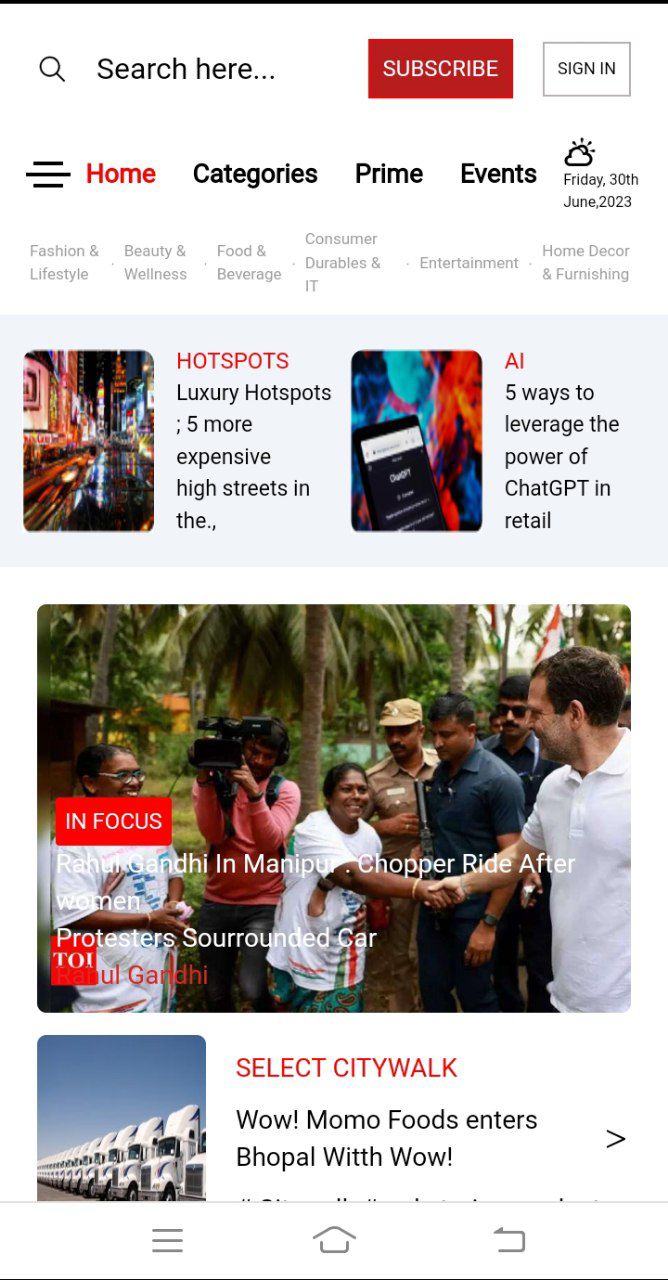 Search here...
SUBSCRIBE
SIGN IN
Home
Categories
Prime
Events
Friday, 30th
June,2023
Fashion &
Lifestyle
·
Beauty &
Wellness
·
Food &
Beverage
·
Consumer
Durables &
IT
·
Entertainment
·
Home Decor
& Furnishing
HOTSPOTS
Luxury Hotspots
; 5 more
expensive
high streets in
the.,
ChatGPT
AI
5 ways to
leverage the
power of
ChatGPT in
retail
IN FOCUS
Rahul Gandhi In Manipur . Chopper Ride After
women
Protesters Sourrounded Car
TOI
Rahul Gandhi
SELECT CITYWALK
Wow! Momo Foods enters
Bhopal Witth Wow!
>